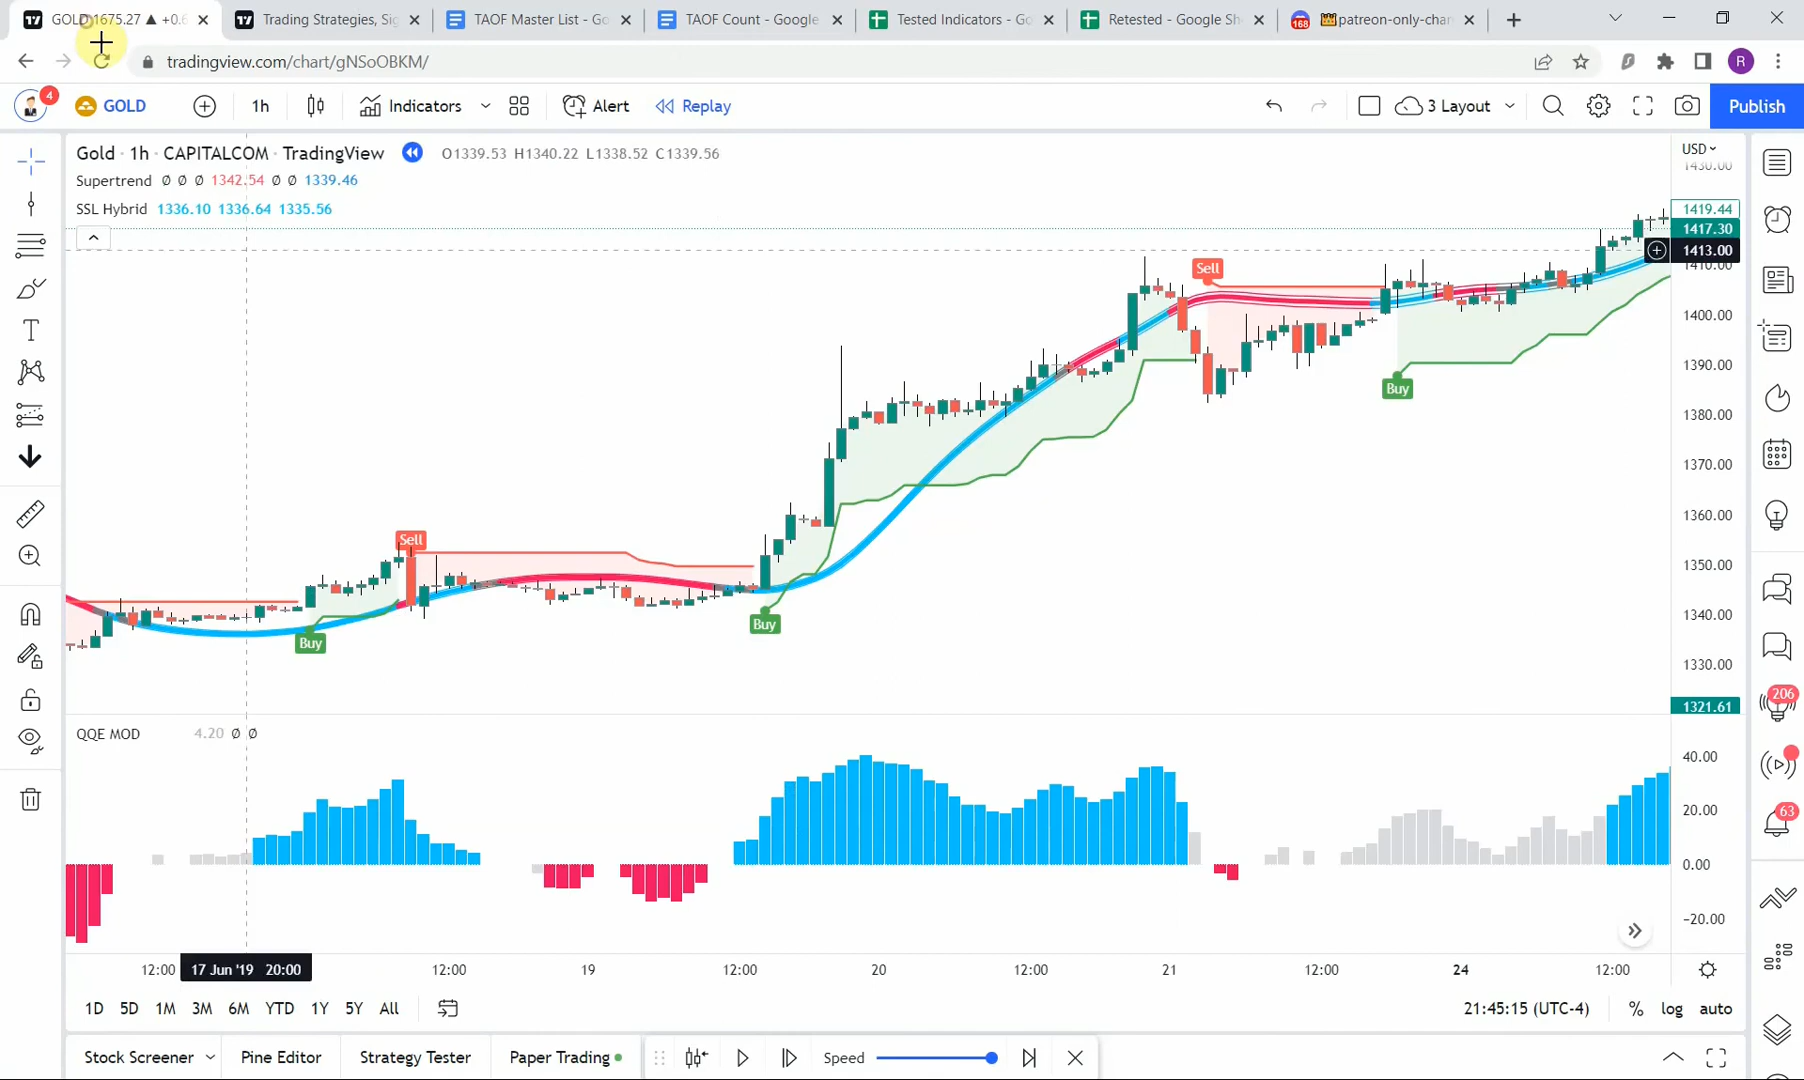 GOLD 1675.27 ▲ +0.6
Trading Strategies, Sig
TAOF Master List - Go
TAOF Count - Google
Tested Indicators - Go
Retested - Google Sh
168
patreon-only-chan
tradingview.com/chart/gNSoOBKM/
R
4
GOLD
1h
Indicators
Alert
Replay
3 Layout
Publish
Gold · 1h · CAPITALCOM · TradingView
O1339.53 H1340.22 L1338.52 C1339.56
USD
Supertrend ∅ ∅ ∅ 1342.54 ∅ ∅ 1339.46
SSL Hybrid 1336.10 1336.64 1335.56
1430.00
1419.44
1417.30
1413.00
1410.00
1400.00
1390.00
1380.00
1370.00
1360.00
1350.00
1340.00
1330.00
1321.61
Sell
Buy
Sell
Buy
Buy
206
63
QQE MOD 4.20 ∅ ∅
40.00
20.00
0.00
−20.00
12:00
17 Jun '19 20:00
12:00
19
12:00
20
12:00
21
12:00
24
12:00
1D 5D 1M 3M 6M YTD 1Y 5Y All
21:45:15 (UTC-4)
% log auto
Stock Screener
Pine Editor
Strategy Tester
Paper Trading
Speed